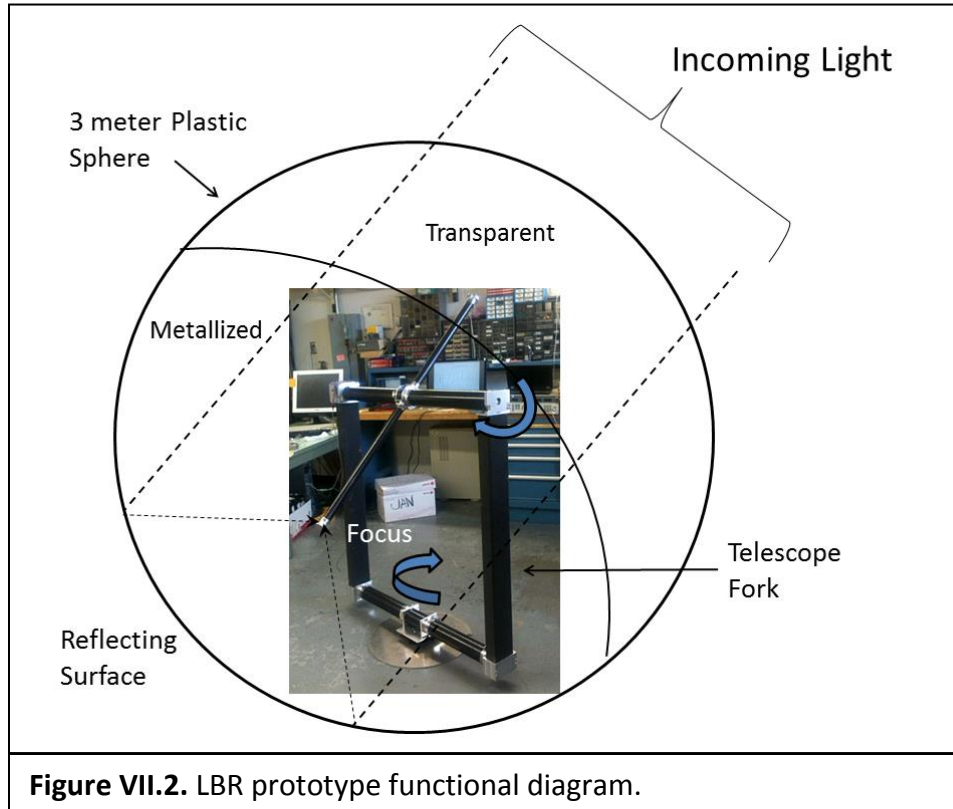 Incoming Light
3 meter Plastic
Sphere
Transparent
Metallized
JAN
Focus
Telescope
Fork
Reflecting
Surface
Figure VII.2. LBR prototype functional diagram.